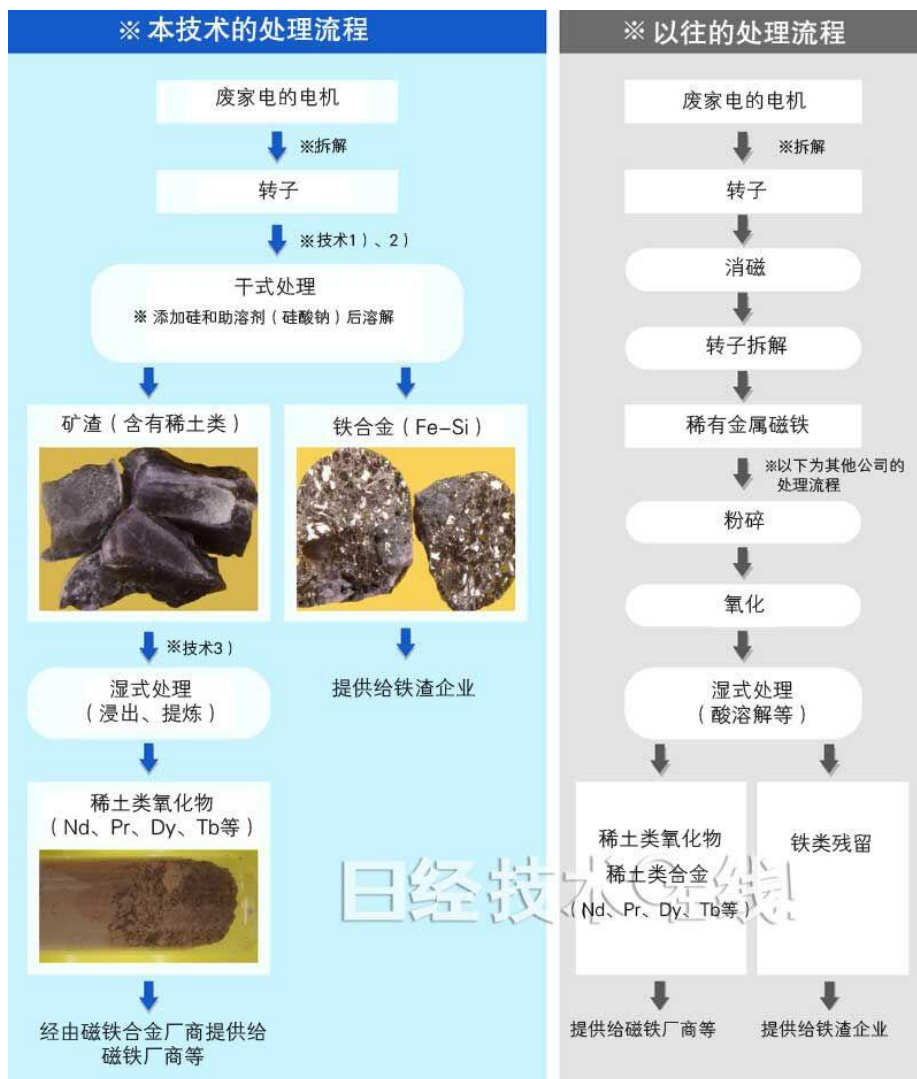 ※本技术的处理流程
废家电的电机
※拆解
转子
※技术1）、2）
干式处理
※ 添加硅和助溶剂（硅酸钠）后溶解
矿渣（含有稀土类）
铁合金（Fe-Si）
※技术3）
湿式处理
（浸出、提炼）
提供给铁渣企业
稀土类氧化物
（Nd、Pr、Dy、Tb等）
经由磁铁合金厂商提供给
磁铁厂商等
※ 以往的处理流程
废家电的电机
※拆解
转子
消磁
转子拆解
稀有金属磁铁
※以下为其他公司的
处理流程
粉碎
氧化
湿式处理
（酸溶解等）
稀土类氧化物
稀土类合金
（Nd、Pr、Dy、Tb等）
铁类残留
提供给磁铁厂商等
提供给铁渣企业
日经技术在线